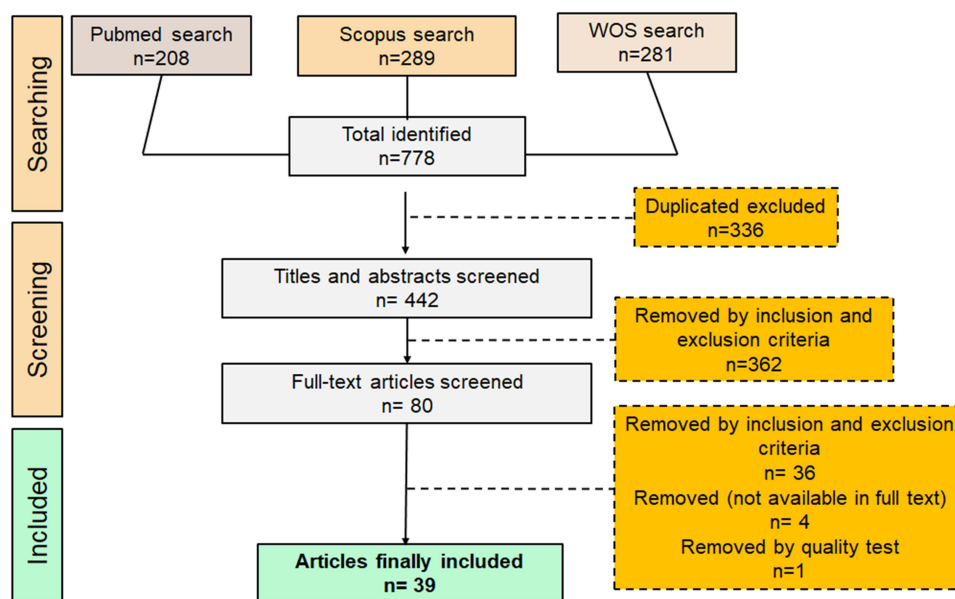 Searching
Pubmed search
n=208
Scopus search
n=289
WOS search
n=281
Total identified
n=778
Duplicated excluded
n=336
Screening
Titles and abstracts screened
n= 442
Removed by inclusion and
exclusion criteria
n=362
Full-text articles screened
n= 80
Included
Removed by inclusion and exclusion
criteria
n= 36
Removed (not available in full text)
n= 4
Removed by quality test
n=1
Articles finally included
n= 39